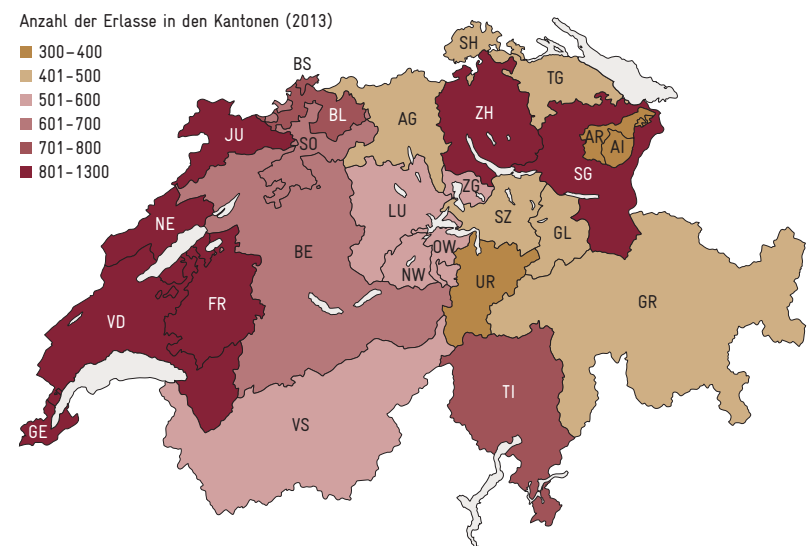 Anzahl der Erlasse in den Kantonen (2013)
300–400
401–500
501–600
601–700
701–800
801–1300
SH
BS
TG
BL
ZH
AG
JU
AR
AI
SO
SG
ZG
LU
SZ
NE
GL
OW
BE
NW
UR
FR
GR
VD
TI
VS
GE